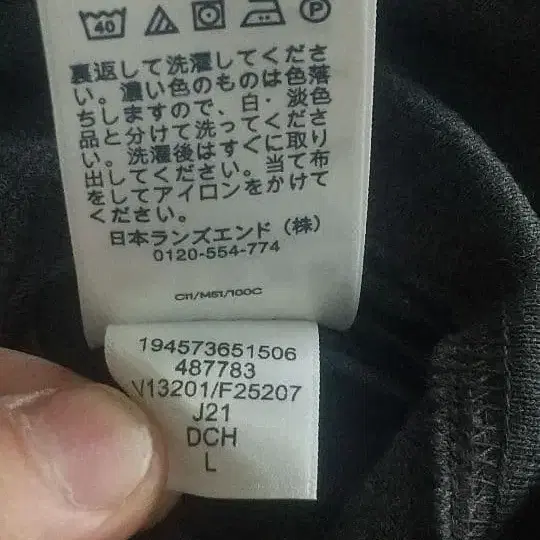 40
P
裏返して洗濯してくださ
い。濃い色のものは色落
ちしますので、白・淡色
品と分けて洗ってくださ
い。洗濯後はすぐに取り
出してください。当て布
をしてアイロンをかけて
ください。
日本ランズエンド（株）
0120-554-774
C11/M51/100C
194573651506
487783
V13201/F25207
J21
DCH
L